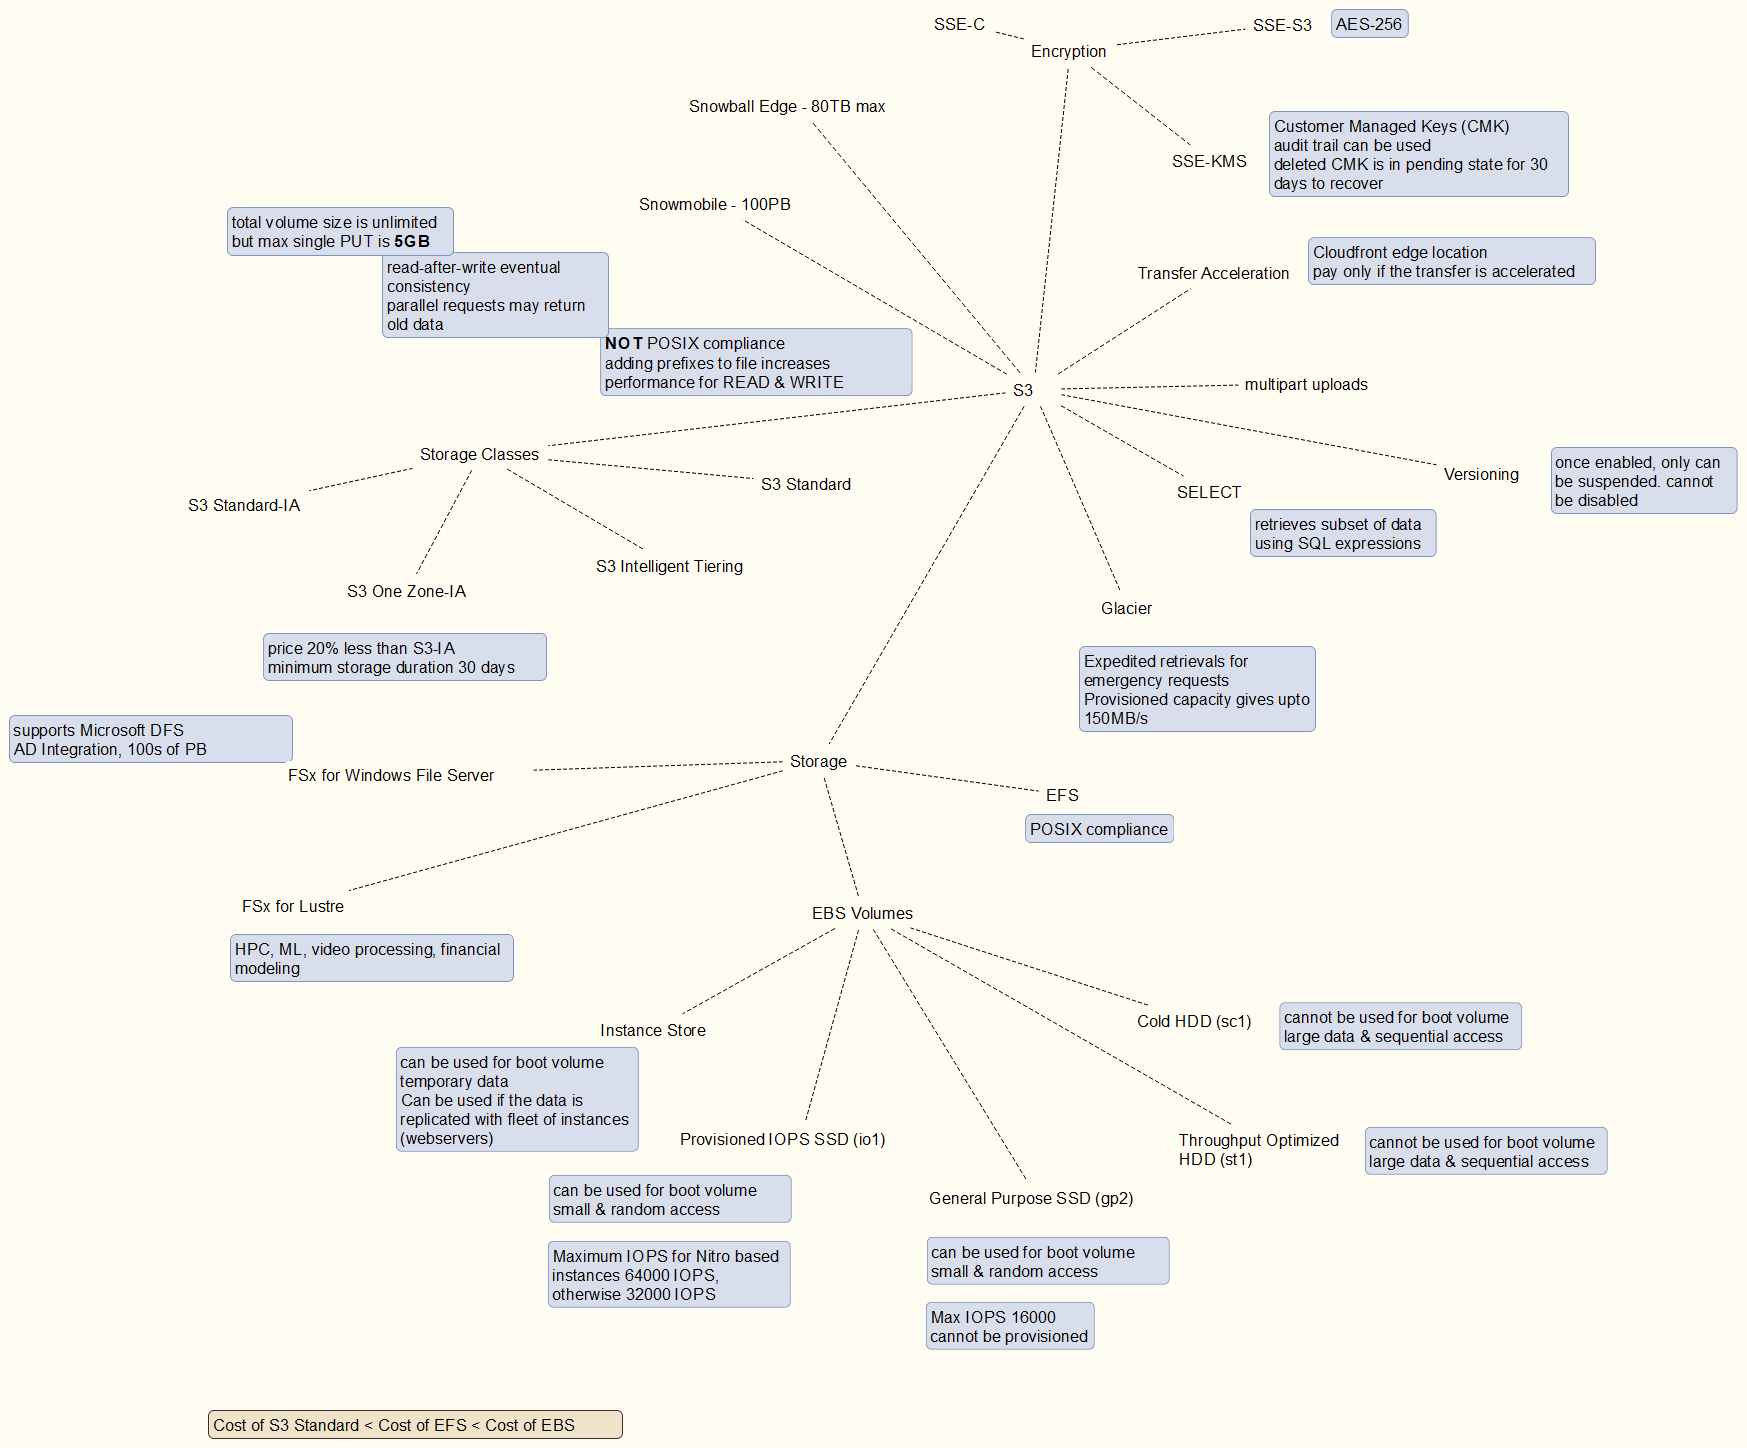 SSE-C
SSE-S3
AES-256
Encryption
Snowball Edge - 80TB max
Customer Managed Keys (CMK)
audit trail can be used
deleted CMK is in pending state for 30
days to recover
SSE-KMS
Snowmobile - 100PB
total volume size is unlimited
but max single PUT is 5GB
read-after-write eventual
consistency
parallel requests may return
old data
Cloudfront edge location
pay only if the transfer is accelerated
Transfer Acceleration
NOT POSIX compliance
adding prefixes to file increases
performance for READ & WRITE
S3
multipart uploads
Storage Classes
Versioning
once enabled, only can
be suspended. cannot
be disabled
S3 Standard
SELECT
retrieves subset of data
using SQL expressions
S3 Standard-IA
S3 Intelligent Tiering
S3 One Zone-IA
price 20% less than S3-IA
minimum storage duration 30 days
Glacier
Expedited retrievals for
emergency requests
Provisioned capacity gives upto
150MB/s
supports Microsoft DFS
AD Integration, 100s of PB
FSx for Windows File Server
Storage
EFS
POSIX compliance
FSx for Lustre
HPC, ML, video processing, financial
modeling
EBS Volumes
Instance Store
can be used for boot volume
temporary data
Can be used if the data is
replicated with fleet of instances
(webservers)
Cold HDD (sc1)
cannot be used for boot volume
large data & sequential access
Provisioned IOPS SSD (io1)
can be used for boot volume
small & random access
Maximum IOPS for Nitro based
instances 64000 IOPS,
otherwise 32000 IOPS
Throughput Optimized
HDD (st1)
cannot be used for boot volume
large data & sequential access
General Purpose SSD (gp2)
can be used for boot volume
small & random access
Max IOPS 16000
cannot be provisioned
Cost of S3 Standard < Cost of EFS < Cost of EBS